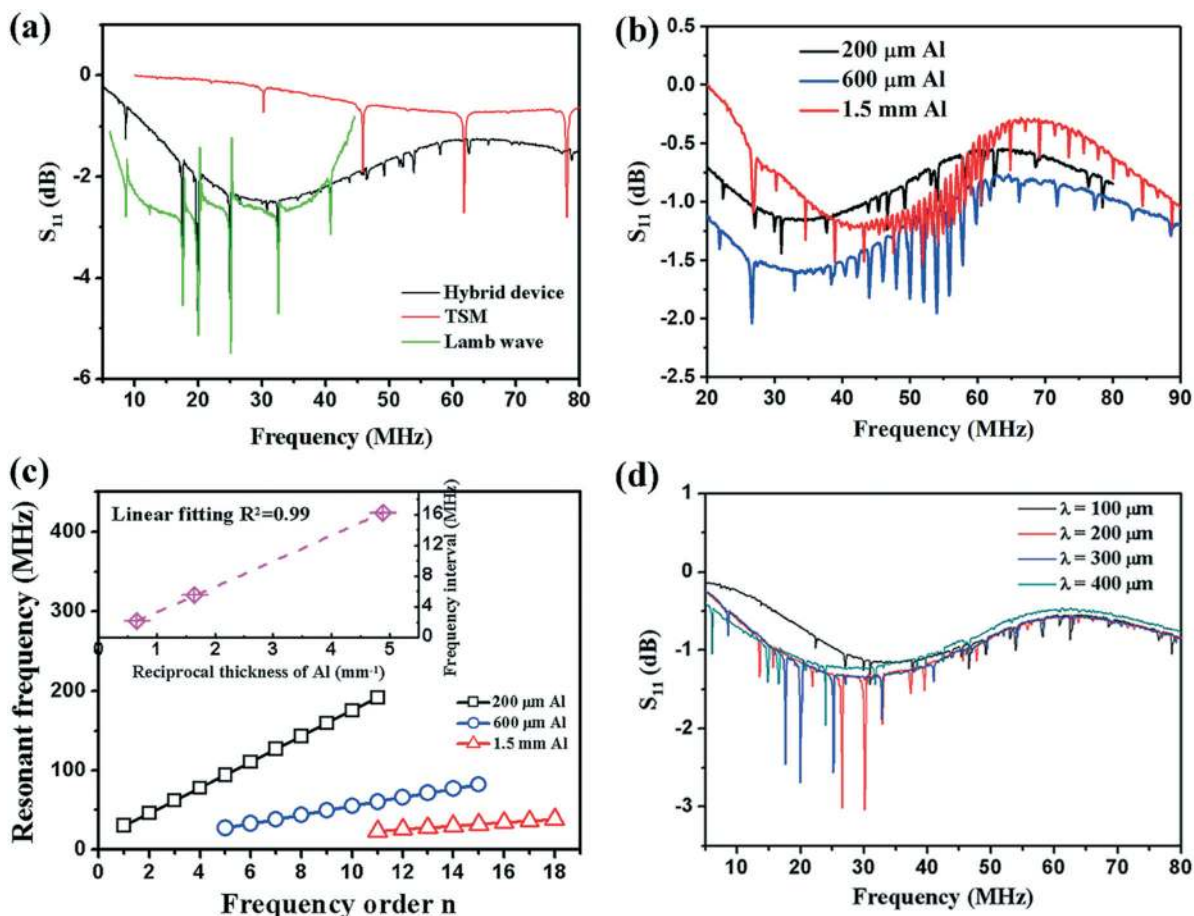 (a)
S₁₁ (dB)
0
-2
-4
-6
10 20 30 40 50 60 70 80
Frequency (MHz)
Hybrid device
TSM
Lamb wave
(b)
S₁₁ (dB)
0.5
0.0
-0.5
-1.0
-1.5
-2.0
-2.5
20 30 40 50 60 70 80 90
Frequency (MHz)
200 μm Al
600 μm Al
1.5 mm Al
(c)
Resonant frequency (MHz)
400
300
200
100
0
0 2 4 6 8 10 12 14 16 18
Frequency order n
Linear fitting R²=0.99
0 1 2 3 4 5
Reciprocal thickness of Al (mm⁻¹)
16
12
8
4
0
Frequency interval (MHz)
200 μm Al
600 μm Al
1.5 mm Al
(d)
S₁₁ (dB)
1
0
-1
-2
-3
10 20 30 40 50 60 70 80
Frequency (MHz)
λ = 100 μm
λ = 200 μm
λ = 300 μm
λ = 400 μm